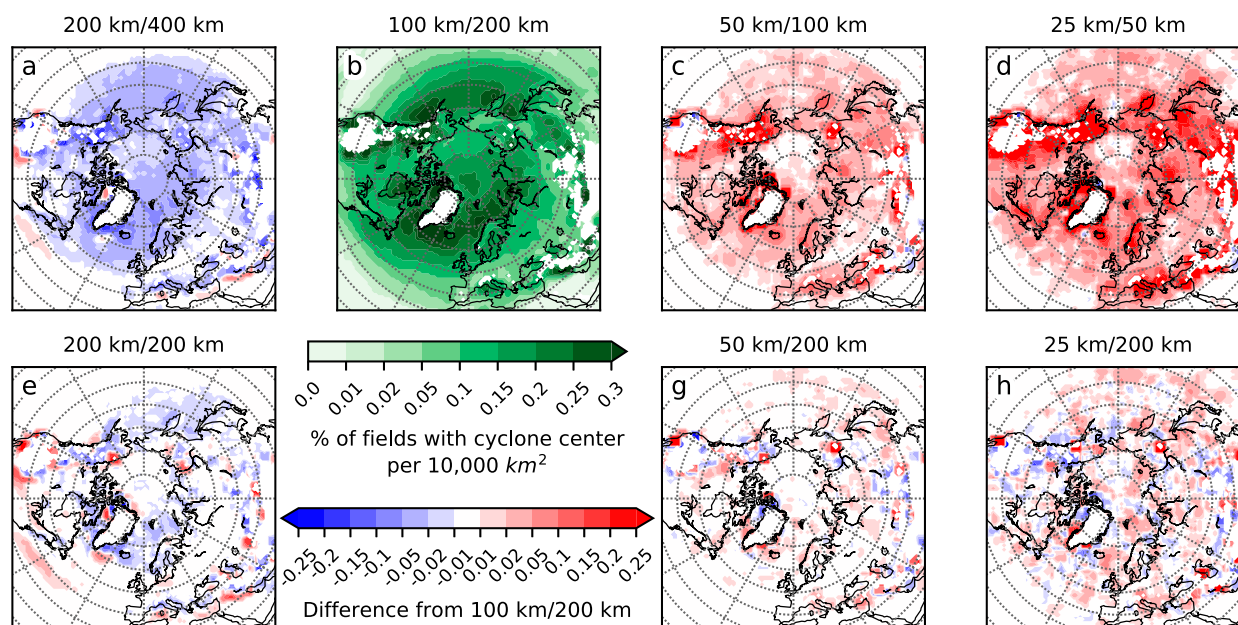 200 km/400 km
100 km/200 km
50 km/100 km
25 km/50 km
a
b
c
d
200 km/200 km
50 km/200 km
25 km/200 km
e
g
h
0.0 0.01 0.02 0.05 0.1 0.15 0.2 0.25 0.3
% of fields with cyclone center
per 10,000 km²
-0.25 -0.2 -0.15 -0.1 -0.05 -0.02 -0.01 0.01 0.02 0.05 0.1 0.15 0.2 0.25
Difference from 100 km/200 km